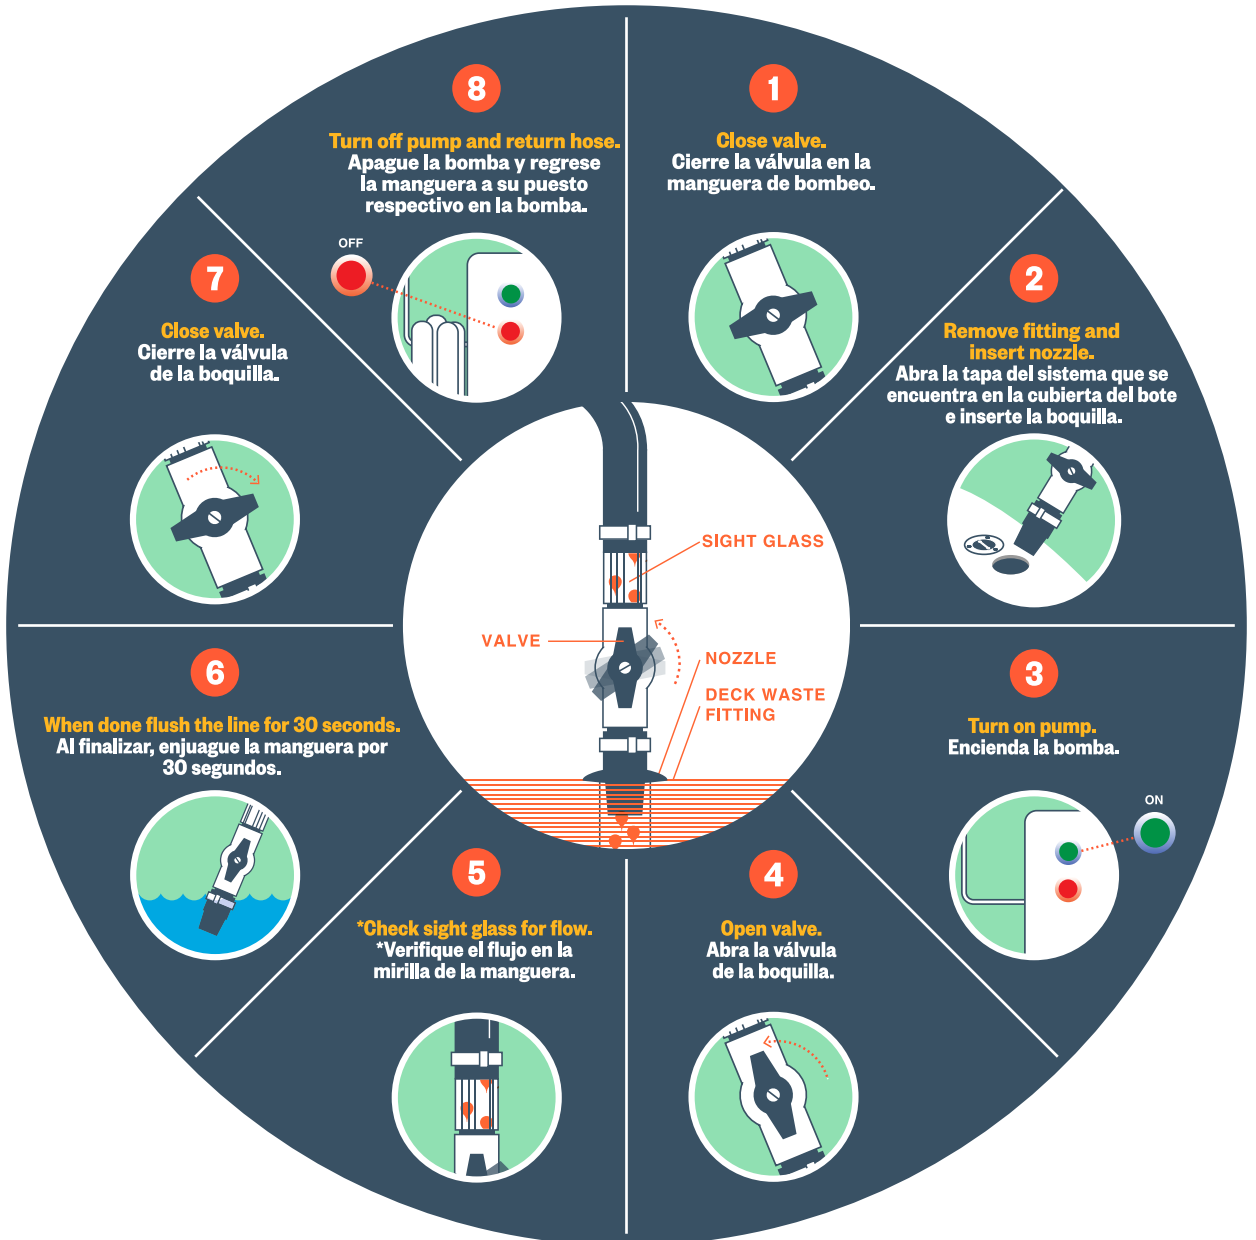 1
Close valve.
Cierre la válvula en la
manguera de bombeo.
2
Remove fitting and
insert nozzle.
Abra la tapa del sistema que se
encuentra en la cubierta del bote
e inserte la boquilla.
3
Turn on pump.
Encienda la bomba.
ON
4
Open valve.
Abra la válvula
de la boquilla.
5
*Check sight glass for flow.
*Verifique el flujo en la
mirilla de la manguera.
6
When done flush the line for 30 seconds.
Al finalizar, enjuague la manguera por
30 segundos.
7
Close valve.
Cierre la válvula
de la boquilla.
8
Turn off pump and return hose.
Apague la bomba y regrese
la manguera a su puesto
respectivo en la bomba.
OFF
SIGHT GLASS
VALVE
NOZZLE
DECK WASTE
FITTING